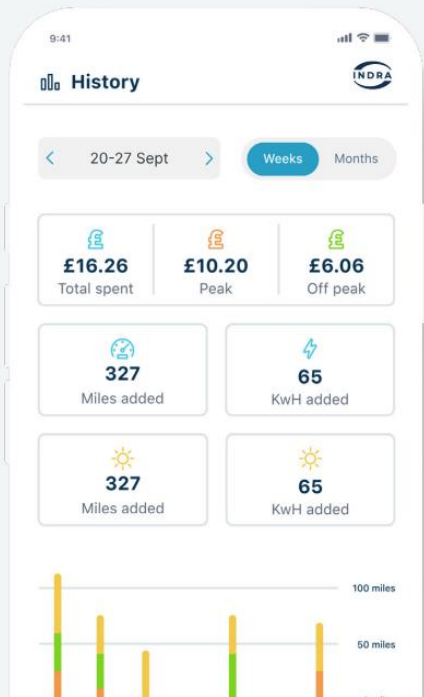 9:41
History
INDRA
20-27 Sept
Weeks
Months
£16.26
Total spent
£10.20
Peak
£6.06
Off peak
327
Miles added
65
KwH added
327
Miles added
65
KwH added
100 miles
50 miles